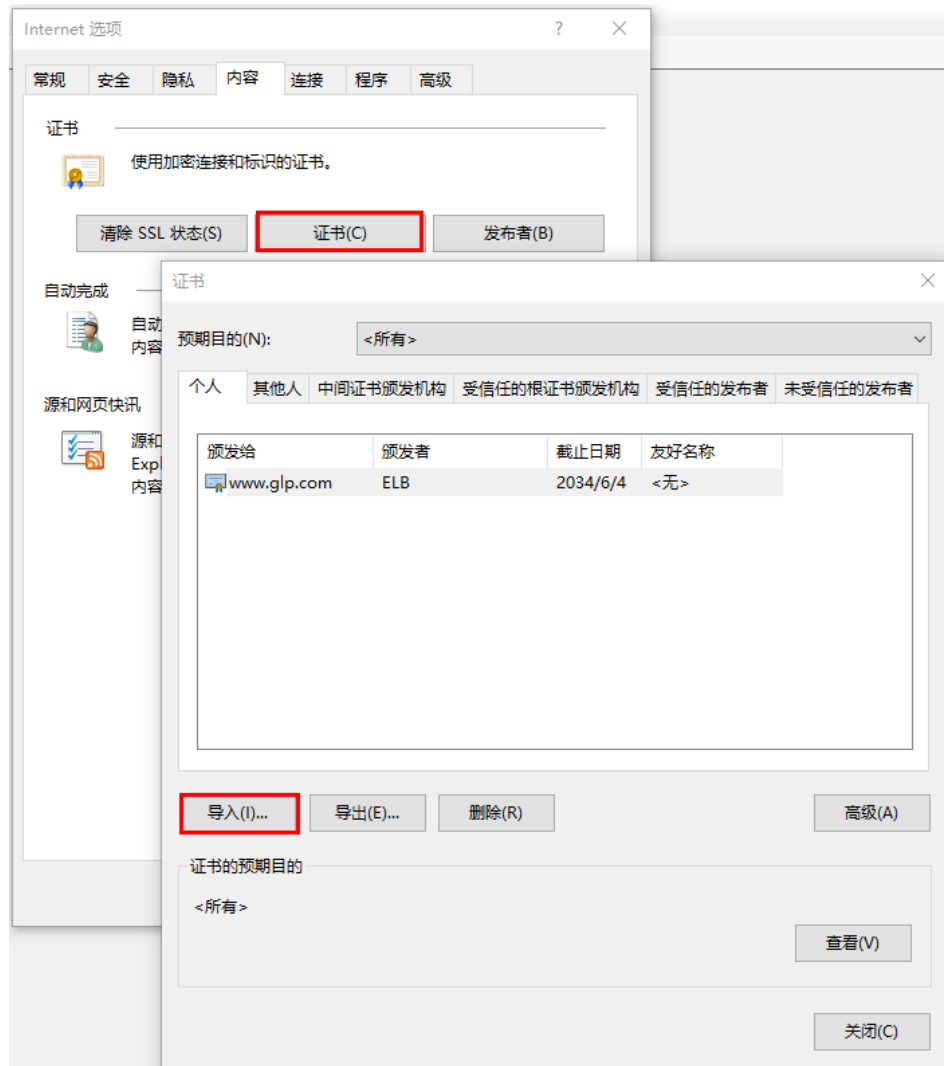 Internet 选项
?
常规 安全 隐私 内容 连接 程序 高级
证书
使用加密连接和标识的证书。
清除 SSL 状态(S) 证书(C) 发布者(B)
自动完成
自动
内容
源和网页快讯
源和
Expl
内容
证书
预期目的(N): <所有>
个人 其他人 中间证书颁发机构 受信任的根证书颁发机构 受信任的发布者 未受信任的发布者
颁发给 颁发者 截止日期 友好名称
www.glp.com ELB 2034/6/4 <无>
导入(I)... 导出(E)... 删除(R) 高级(A)
证书的预期目的
<所有>
查看(V)
关闭(C)